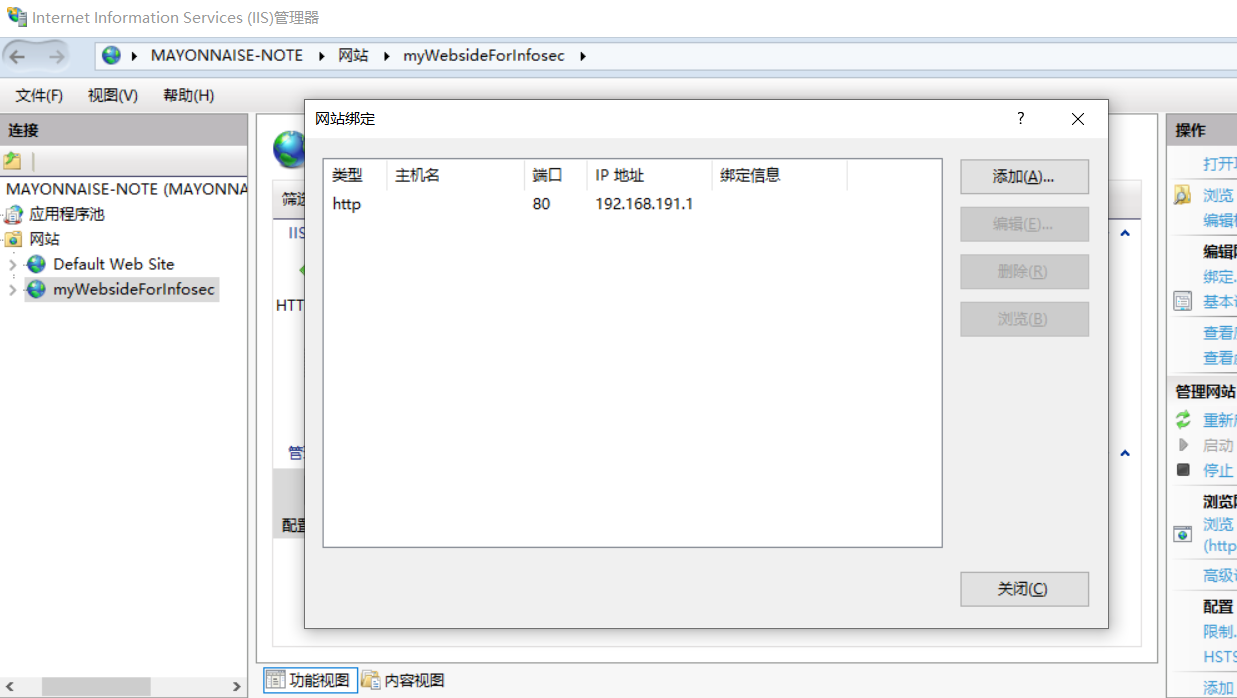 Internet Information Services (IIS)管理器
MAYONNAISE-NOTE 网站 myWebsideForInfosec
文件(F) 视图(V) 帮助(H)
连接
MAYONNAISE-NOTE (MAYONNA
应用程序池
网站
Default Web Site
myWebsideForInfosec
筛选
IIS
HTT
配置
网站绑定
?
类型 主机名 端口 IP 地址 绑定信息
http 80 192.168.191.1
添加(A)...
编辑(E)...
删除(R)
浏览(B)
关闭(C)
功能视图 内容视图
操作
打开
浏览
编辑
编辑
绑定.
基本
查看
查看
管理网站
重新
启动
停止
浏览
浏览
(http
高级
配置
限制.
HSTS
添加